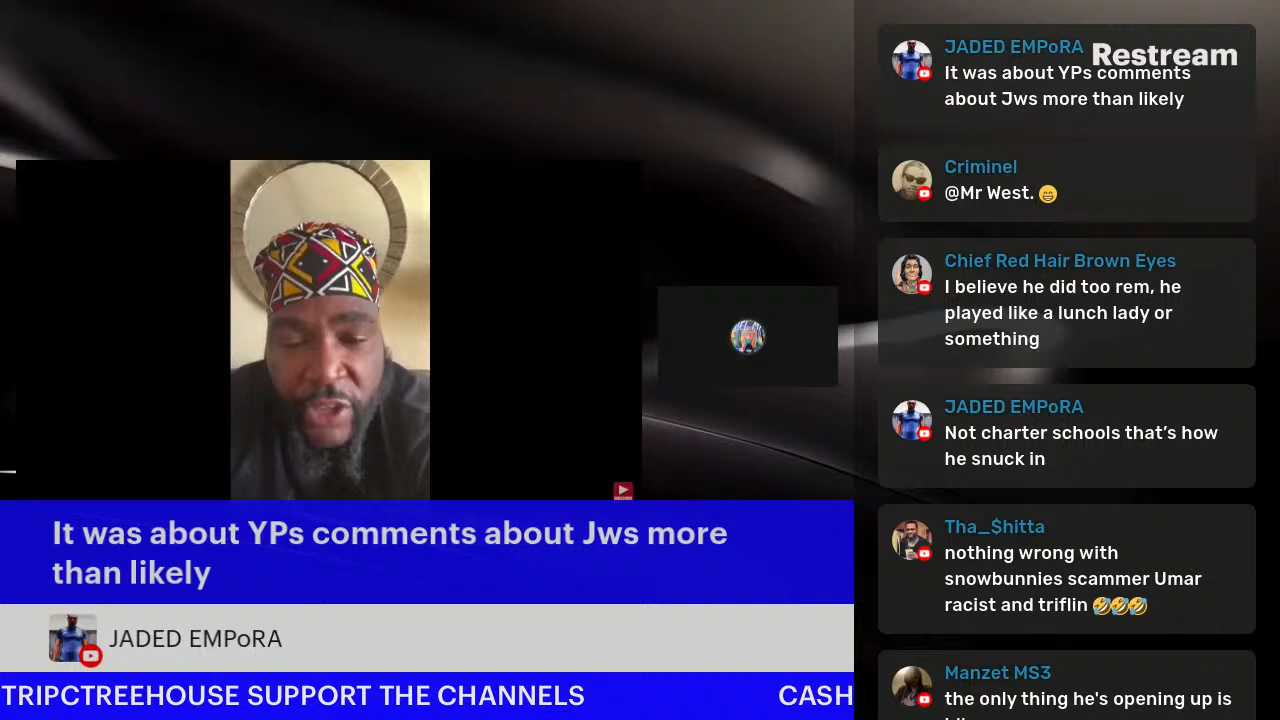 JADED EMPoRA
Restream
It was about YPs comments
about Jws more than likely
Criminel
@Mr West. 😁
Chief Red Hair Brown Eyes
I believe he did too rem, he
played like a lunch lady or
something
JADED EMPoRA
Not charter schools that’s how
he snuck in
Tha_$hitta
nothing wrong with
snowbunnies scammer Umar
racist and triflin 🤣🤣🤣
Manzet MS3
the only thing he's opening up is
It was about YPs comments about Jws more
than likely
JADED EMPoRA
TRIPCTREEHOUSE SUPPORT THE CHANNELS
CASH